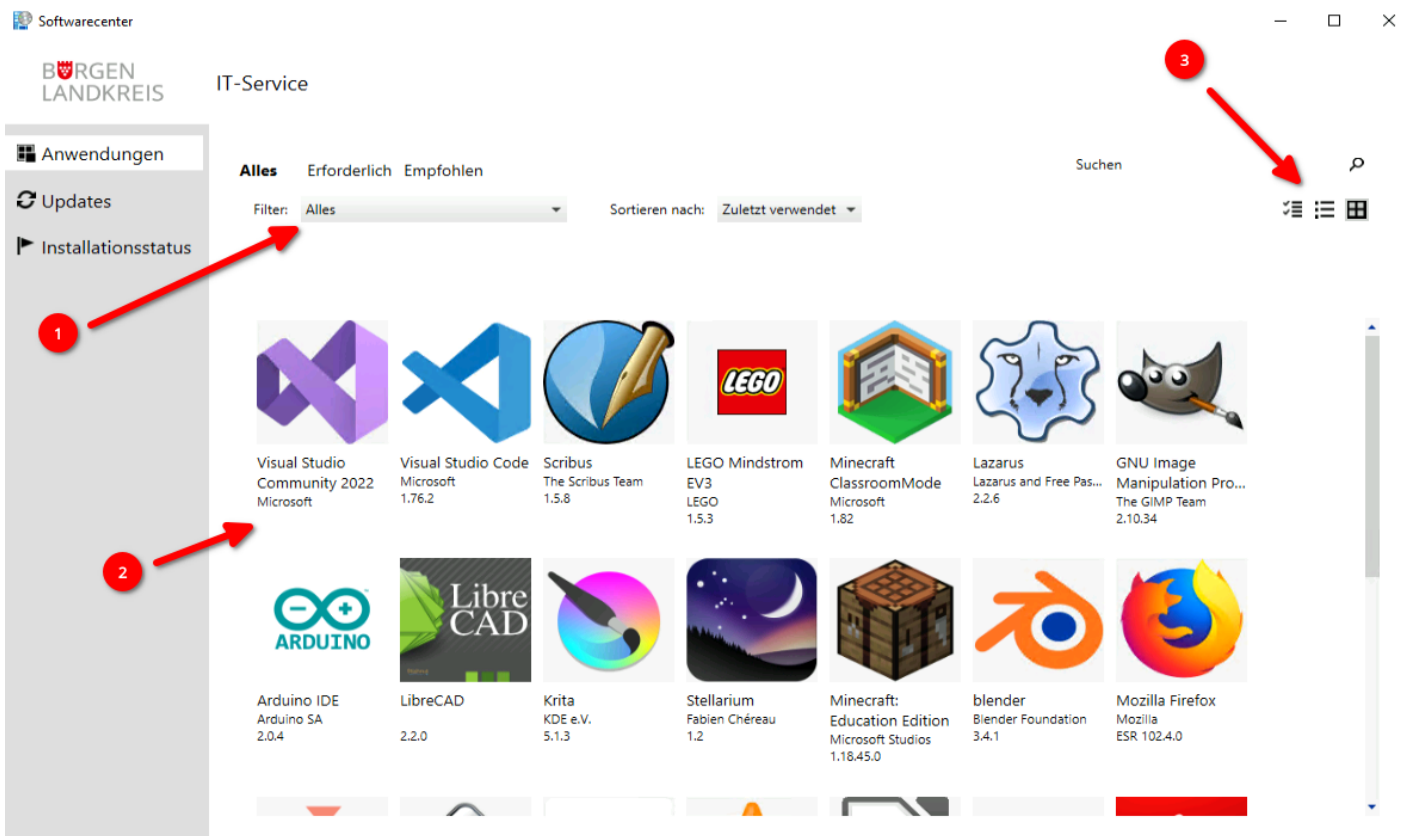 Softwarecenter
BURGEN
LANDKREIS
IT-Service
3
Anwendungen
Updates
Installationsstatus
Alles Erforderlich Empfohlen
Suchen
Filter: Alles
Sortieren nach: Zuletzt verwendet
1
2
Visual Studio
Community 2022
Microsoft
Visual Studio Code
Microsoft
1.76.2
Scribus
The Scribus Team
1.5.8
LEGO
LEGO Mindstrom
EV3
LEGO
1.5.3
Minecraft
ClassroomMode
Microsoft
1.82
Lazarus
Lazarus and Free Pas...
2.2.6
GNU Image
Manipulation Pro...
The GIMP Team
2.10.34
ARDUINO
Arduino IDE
Arduino SA
2.0.4
Libre
CAD
LibreCAD
2.2.0
Krita
KDE e.V.
5.1.3
Stellarium
Fabien Chéreau
1.2
Minecraft:
Education Edition
Microsoft Studios
1.18.45.0
blender
Blender Foundation
3.4.1
Mozilla Firefox
Mozilla
ESR 102.4.0